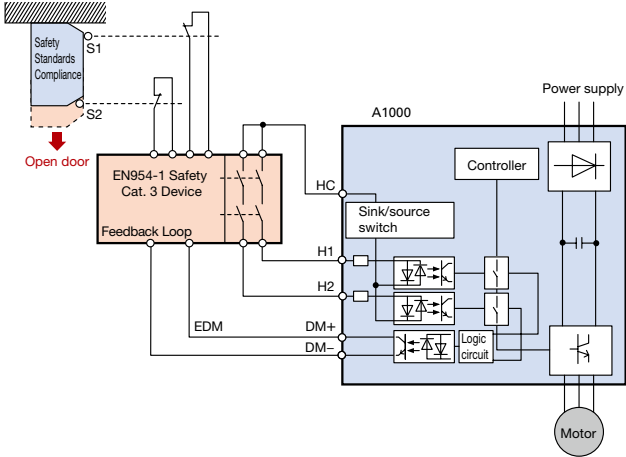 Safety
Standards
Compliance
S1
S2
Open door
EN954-1 Safety
Cat. 3 Device
Feedback Loop
EDM
A1000
Power supply
Controller
HC
Sink/source
switch
H1
H2
DM+
DM−
Logic
circuit
Motor